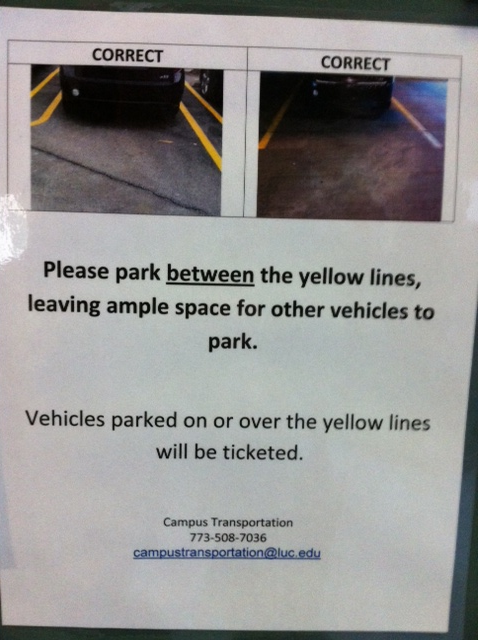 CORRECT
CORRECT
Please park between the yellow lines,
leaving ample space for other vehicles to
park.
Vehicles parked on or over the yellow lines
will be ticketed.
Campus Transportation
773-508-7036
campustransportation@luc.edu